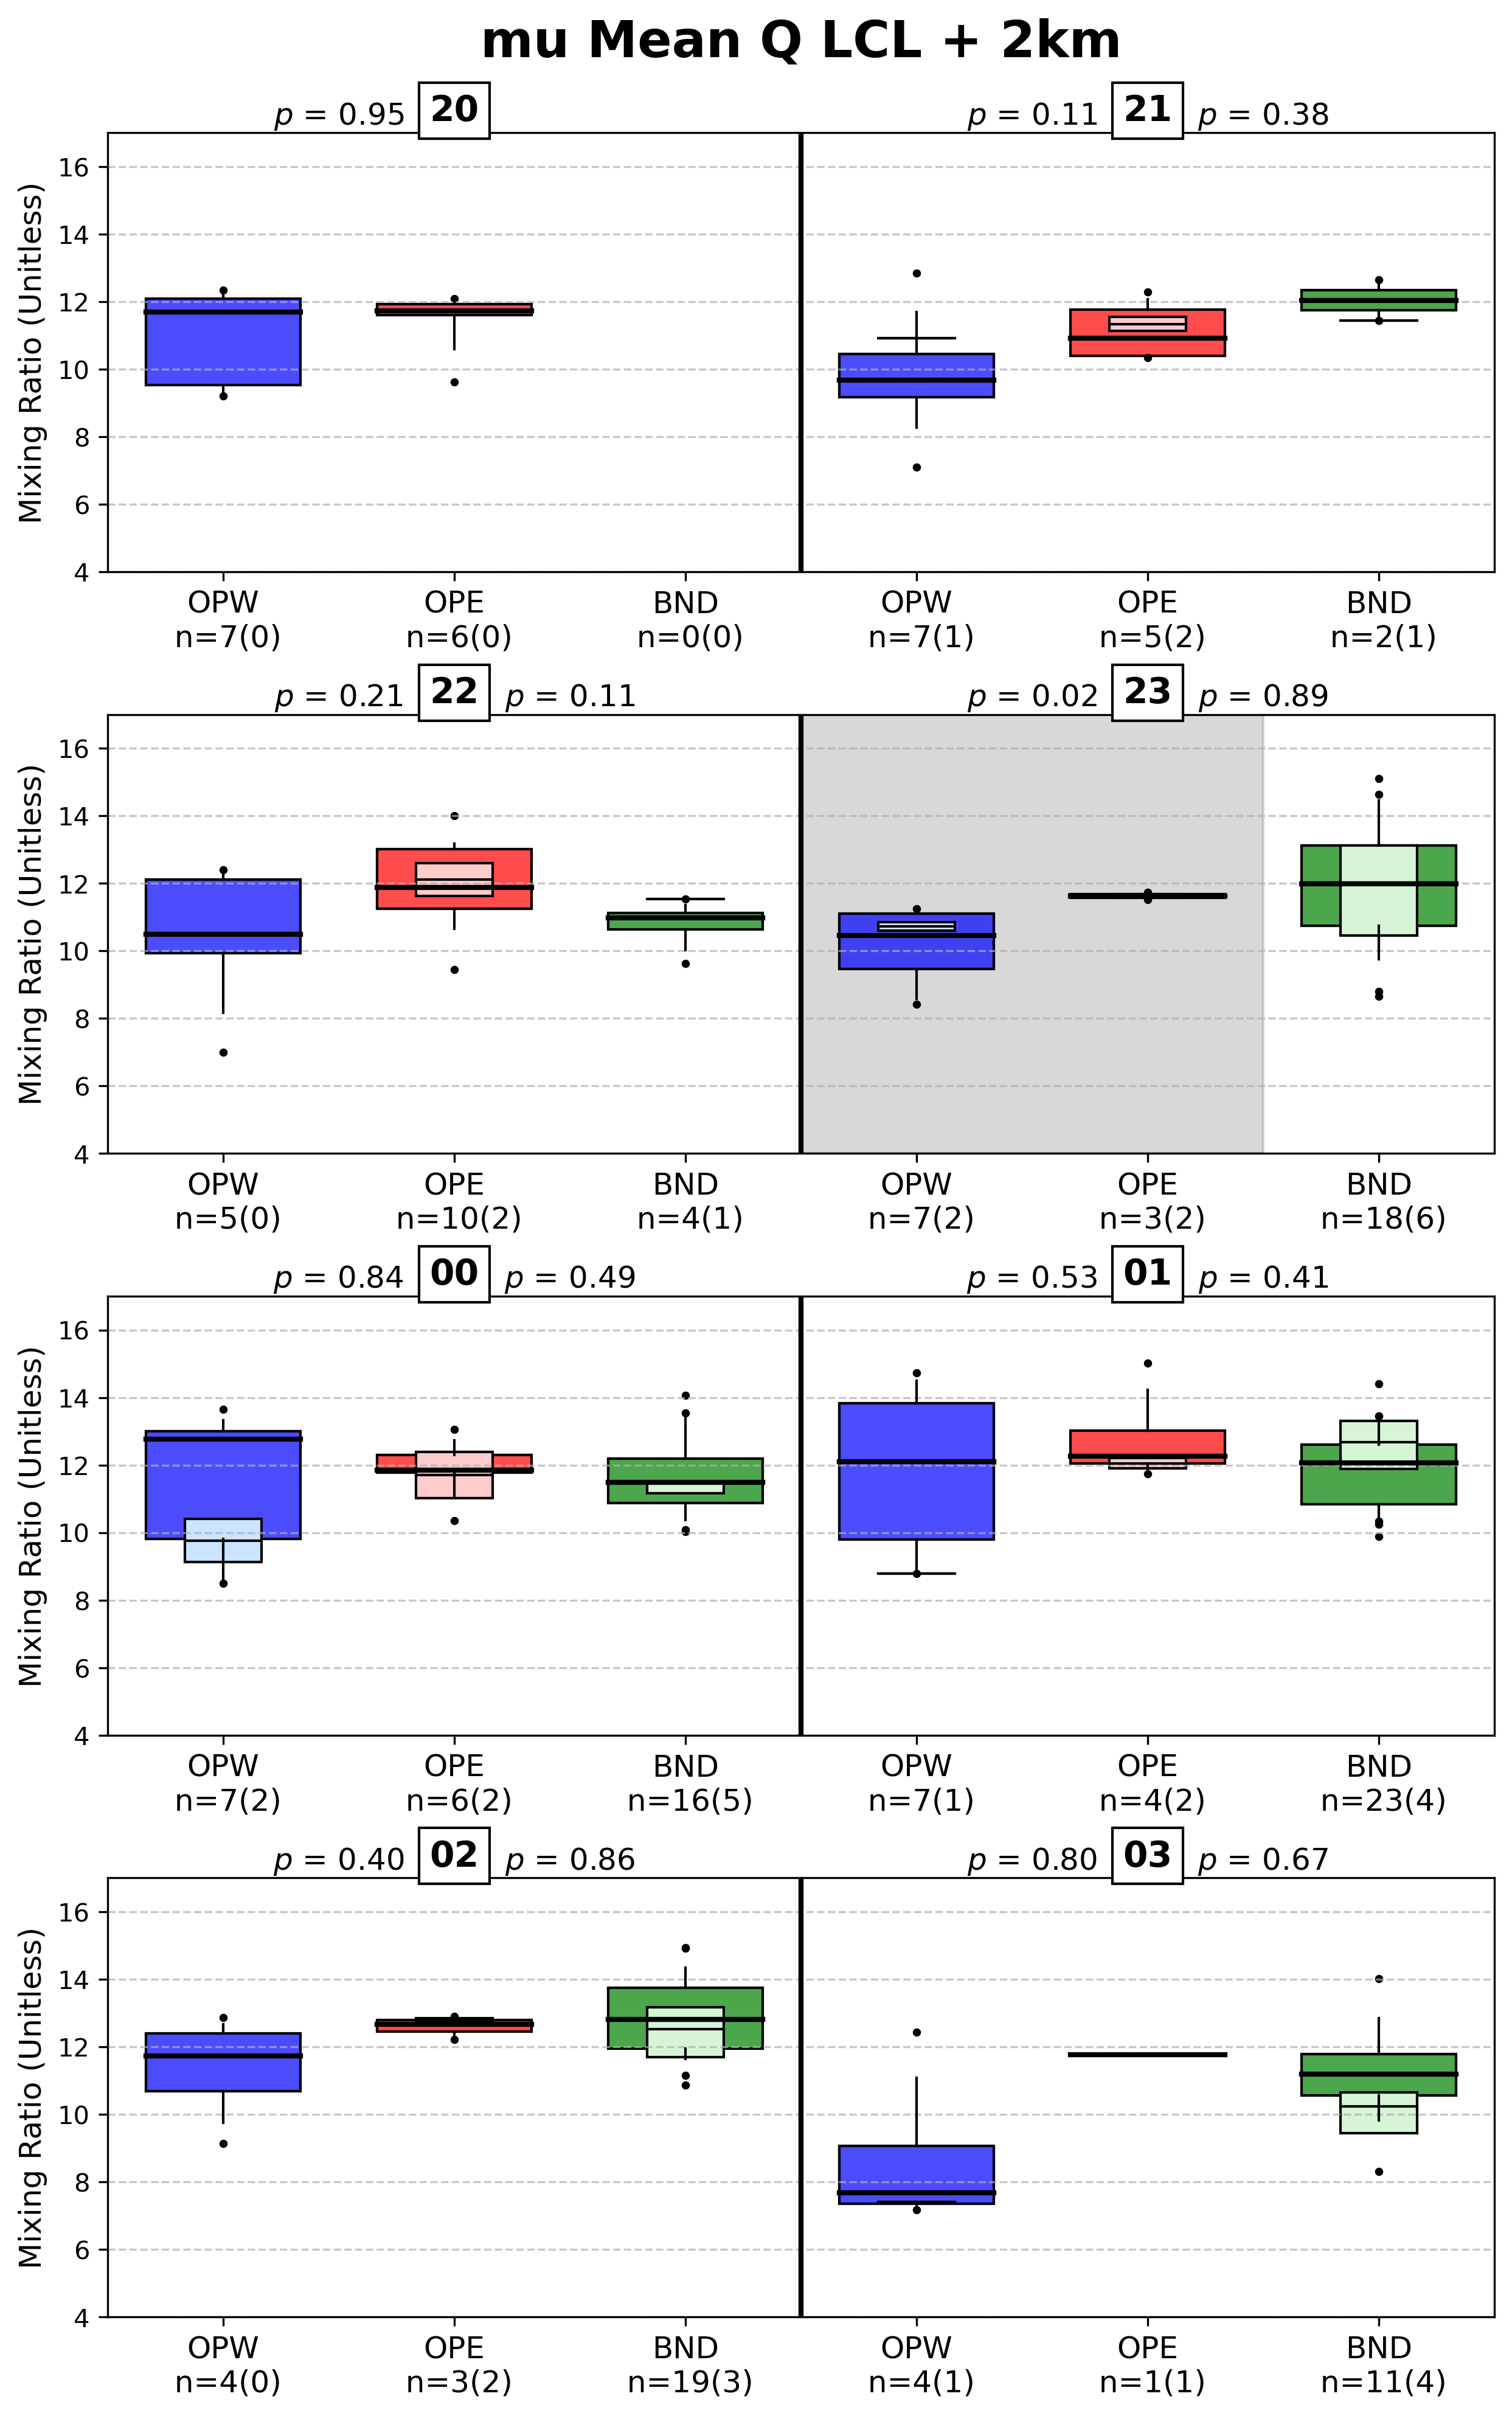 mu Mean Q LCL + 2km
p = 0.95 20
p = 0.11 21 p = 0.38
Mixing Ratio (Unitless)
16
14
12
10
8
6
4
OPW OPE BND OPW OPE BND
n=7(0) n=6(0) n=0(0) n=7(1) n=5(2) n=2(1)
p = 0.21 22 p = 0.11
p = 0.02 23 p = 0.89
Mixing Ratio (Unitless)
16
14
12
10
8
6
4
OPW OPE BND OPW OPE BND
n=5(0) n=10(2) n=4(1) n=7(2) n=3(2) n=18(6)
p = 0.84 00 p = 0.49
p = 0.53 01 p = 0.41
Mixing Ratio (Unitless)
16
14
12
10
8
6
4
OPW OPE BND OPW OPE BND
n=7(2) n=6(2) n=16(5) n=7(1) n=4(2) n=23(4)
p = 0.40 02 p = 0.86
p = 0.80 03 p = 0.67
Mixing Ratio (Unitless)
16
14
12
10
8
6
4
OPW OPE BND OPW OPE BND
n=4(0) n=3(2) n=19(3) n=4(1) n=1(1) n=11(4)